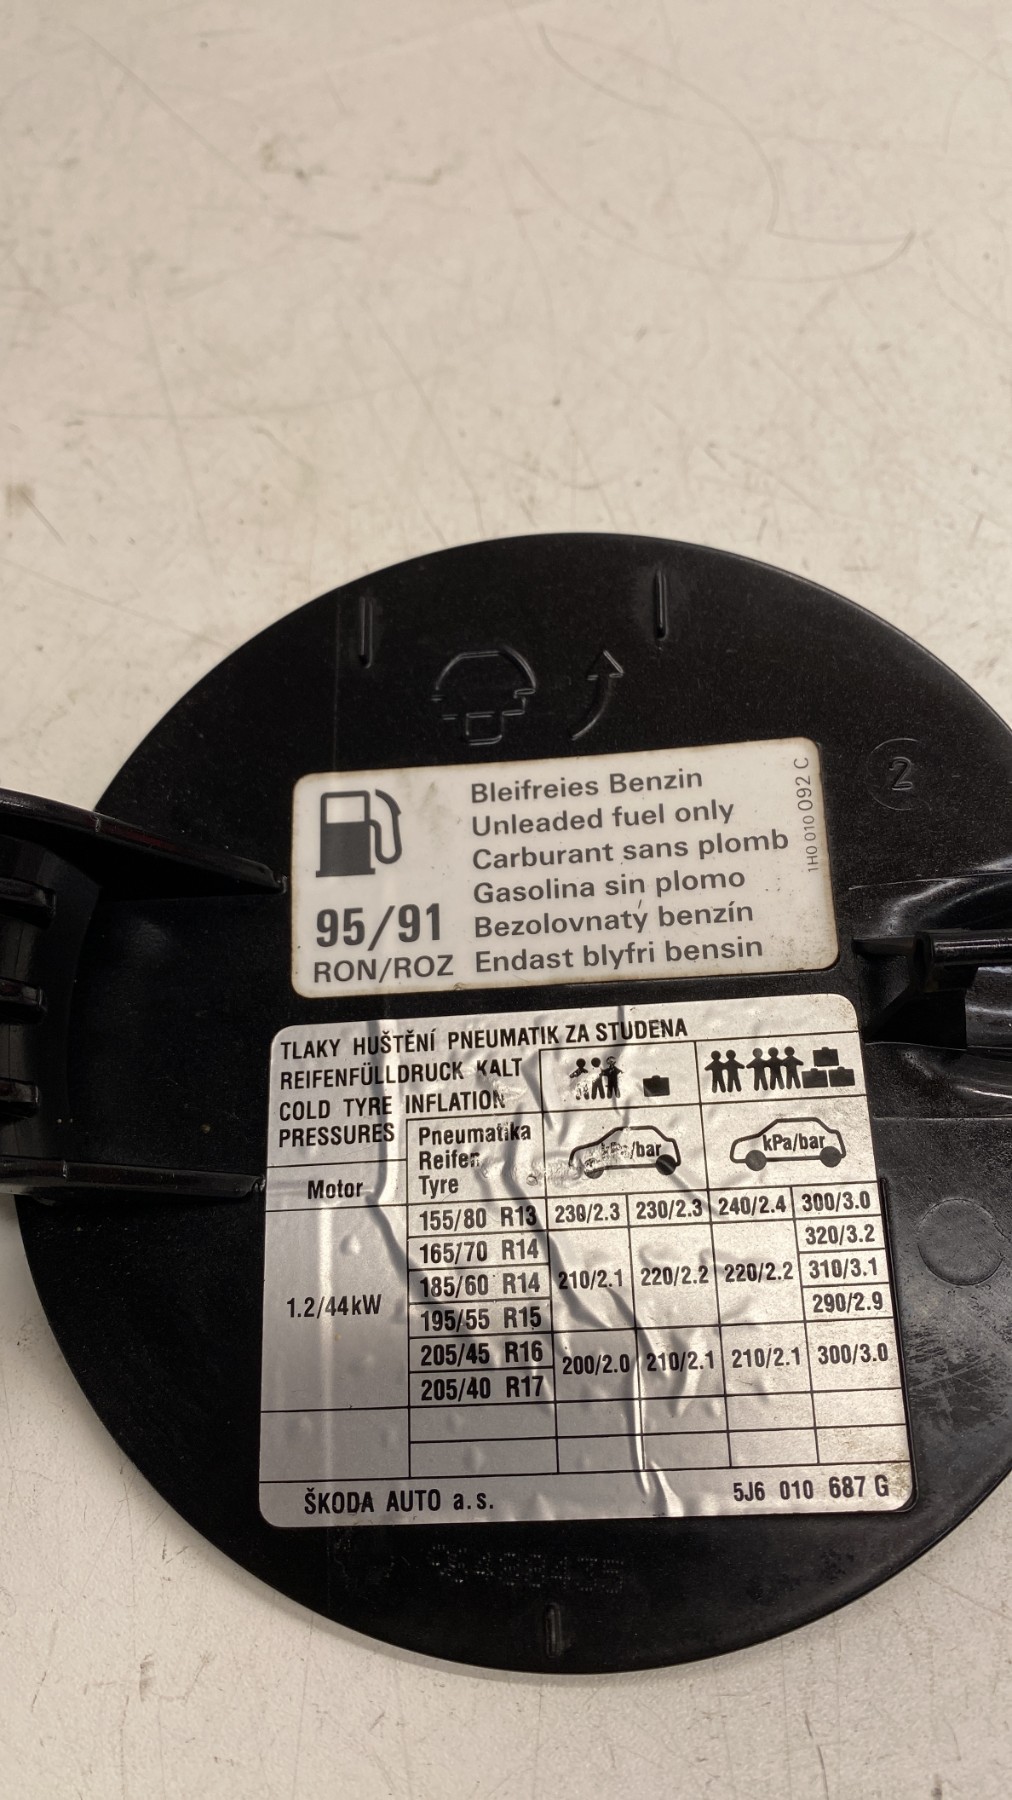 Bleifreies Benzin
Unleaded fuel only
Carburant sans plomb
Gasolina sin plomo
95/91 Bezolovnatý benzín
RON/ROZ Endast blyfri bensin
1H0 010 092 C
2
TLAKY HUŠTĚNÍ PNEUMATIK ZA STUDENA
REIFENFÜLLDRUCK KALT
COLD TYRE INFLATION
PRESSURES
Pneumatika
Reifen
Tyre
Motor
kPa/bar kPa/bar
155/80 R13 230/2.3 230/2.3 240/2.4 300/3.0
165/70 R14 320/3.2
185/60 R14 210/2.1 220/2.2 220/2.2 310/3.1
1.2/44kW
195/55 R15 290/2.9
205/45 R16 200/2.0 210/2.1 210/2.1 300/3.0
205/40 R17
ŠKODA AUTO a.s. 5J6 010 687 G